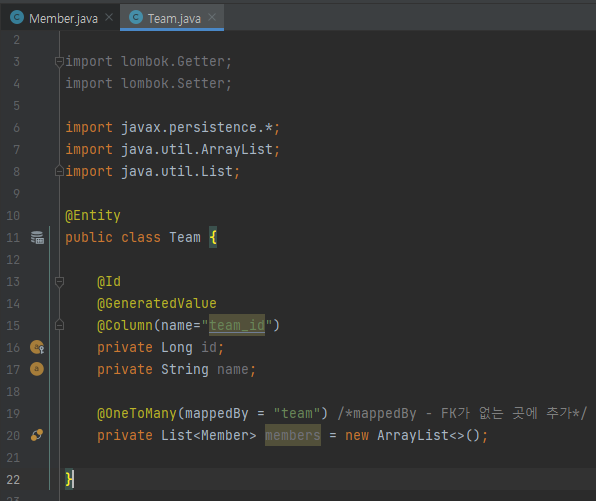 Member.java
Team.java
2
3 import lombok.Getter;
4 import lombok.Setter;
5
6 import javax.persistence.*;
7 import java.util.ArrayList;
8 import java.util.List;
9
10 @Entity
11 public class Team {
12
13 @Id
14 @GeneratedValue
15 @Column(name="team_id")
16 private Long id;
17 private String name;
18
19 @OneToMany(mappedBy = "team") /*mappedBy - FK가 없는 곳에 추가*/
20 private List<Member> members = new ArrayList<>();
21
22 }
23